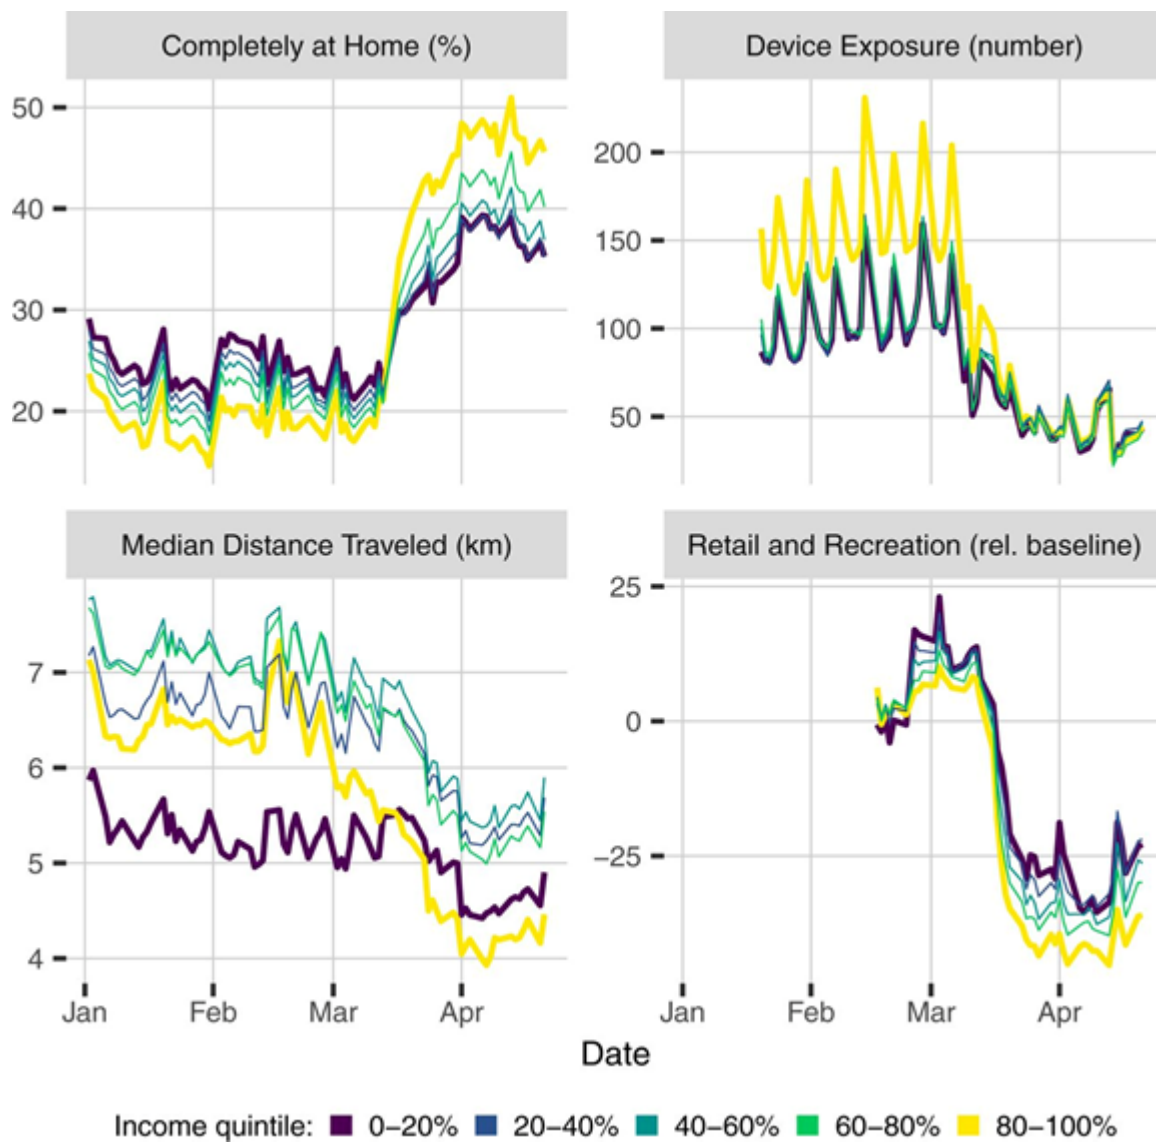 Completely at Home (%)
Device Exposure (number)
50
40
30
20
200
150
100
50
Median Distance Traveled (km)
Retail and Recreation (rel. baseline)
7
6
5
4
25
0
−25
Jan Feb Mar Apr
Jan Feb Mar Apr
Date
Income quintile: 0−20% 20−40% 40−60% 60−80% 80−100%